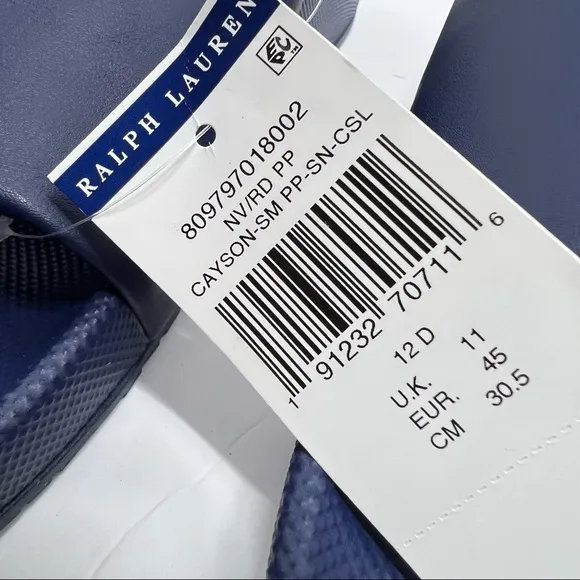 RALPH LAUREN
EPC
809797018002
NV/RD PP
CAYSON-SM PP-SN-CSL
1 91232 70711 6
12 D
U.K. 11
EUR. 45
CM 30.5